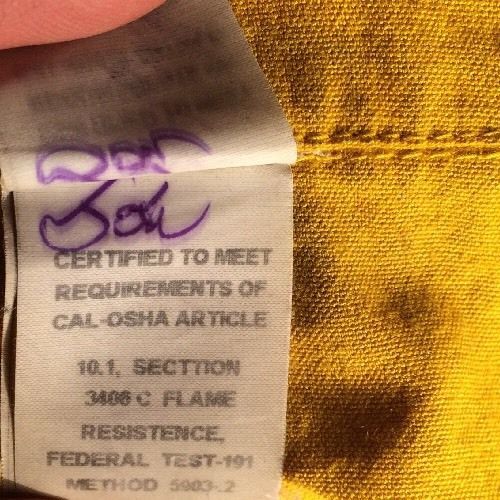 CERTIFIED TO MEET
REQUIREMENTS OF
CAL-OSHA ARTICLE
10.1, SECTTION
3406 C FLAME
RESISTENCE,
FEDERAL TEST-191
METHOD 5903-.2